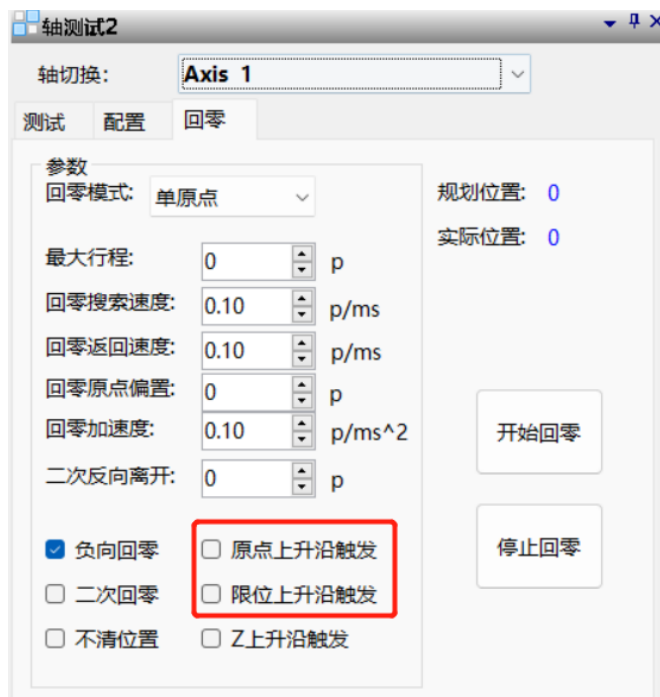 轴测试2
轴切换: Axis 1
测试 配置 回零
参数
回零模式: 单原点
规划位置: 0
实际位置: 0
最大行程: 0 p
回零搜索速度: 0.10 p/ms
回零返回速度: 0.10 p/ms
回零原点偏置: 0 p
回零加速度: 0.10 p/ms^2
二次反向离开: 0 p
开始回零
停止回零
负向回零 原点上升沿触发
二次回零 限位上升沿触发
不清位置 Z上升沿触发